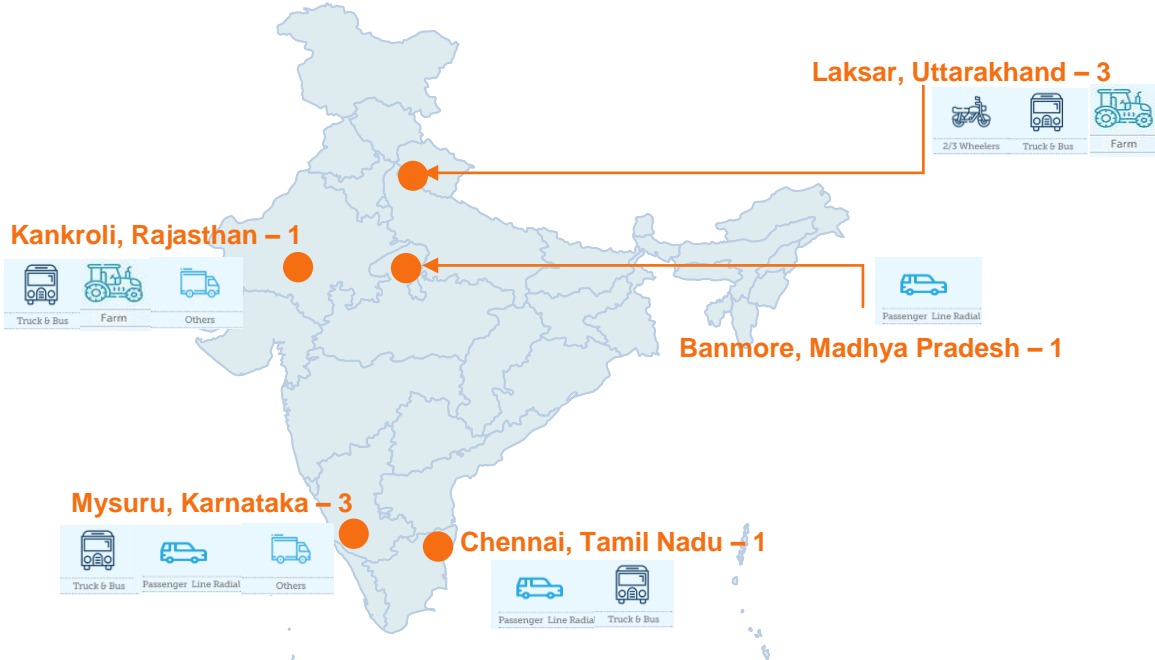 Laksar, Uttarakhand – 3
2/3 Wheelers
Truck & Bus
Farm
Kankroli, Rajasthan – 1
Truck & Bus
Farm
Others
Passenger Line Radial
Banmore, Madhya Pradesh – 1
Mysuru, Karnataka – 3
Truck & Bus
Passenger Line Radial
Others
Chennai, Tamil Nadu – 1
Passenger Line Radial
Truck & Bus